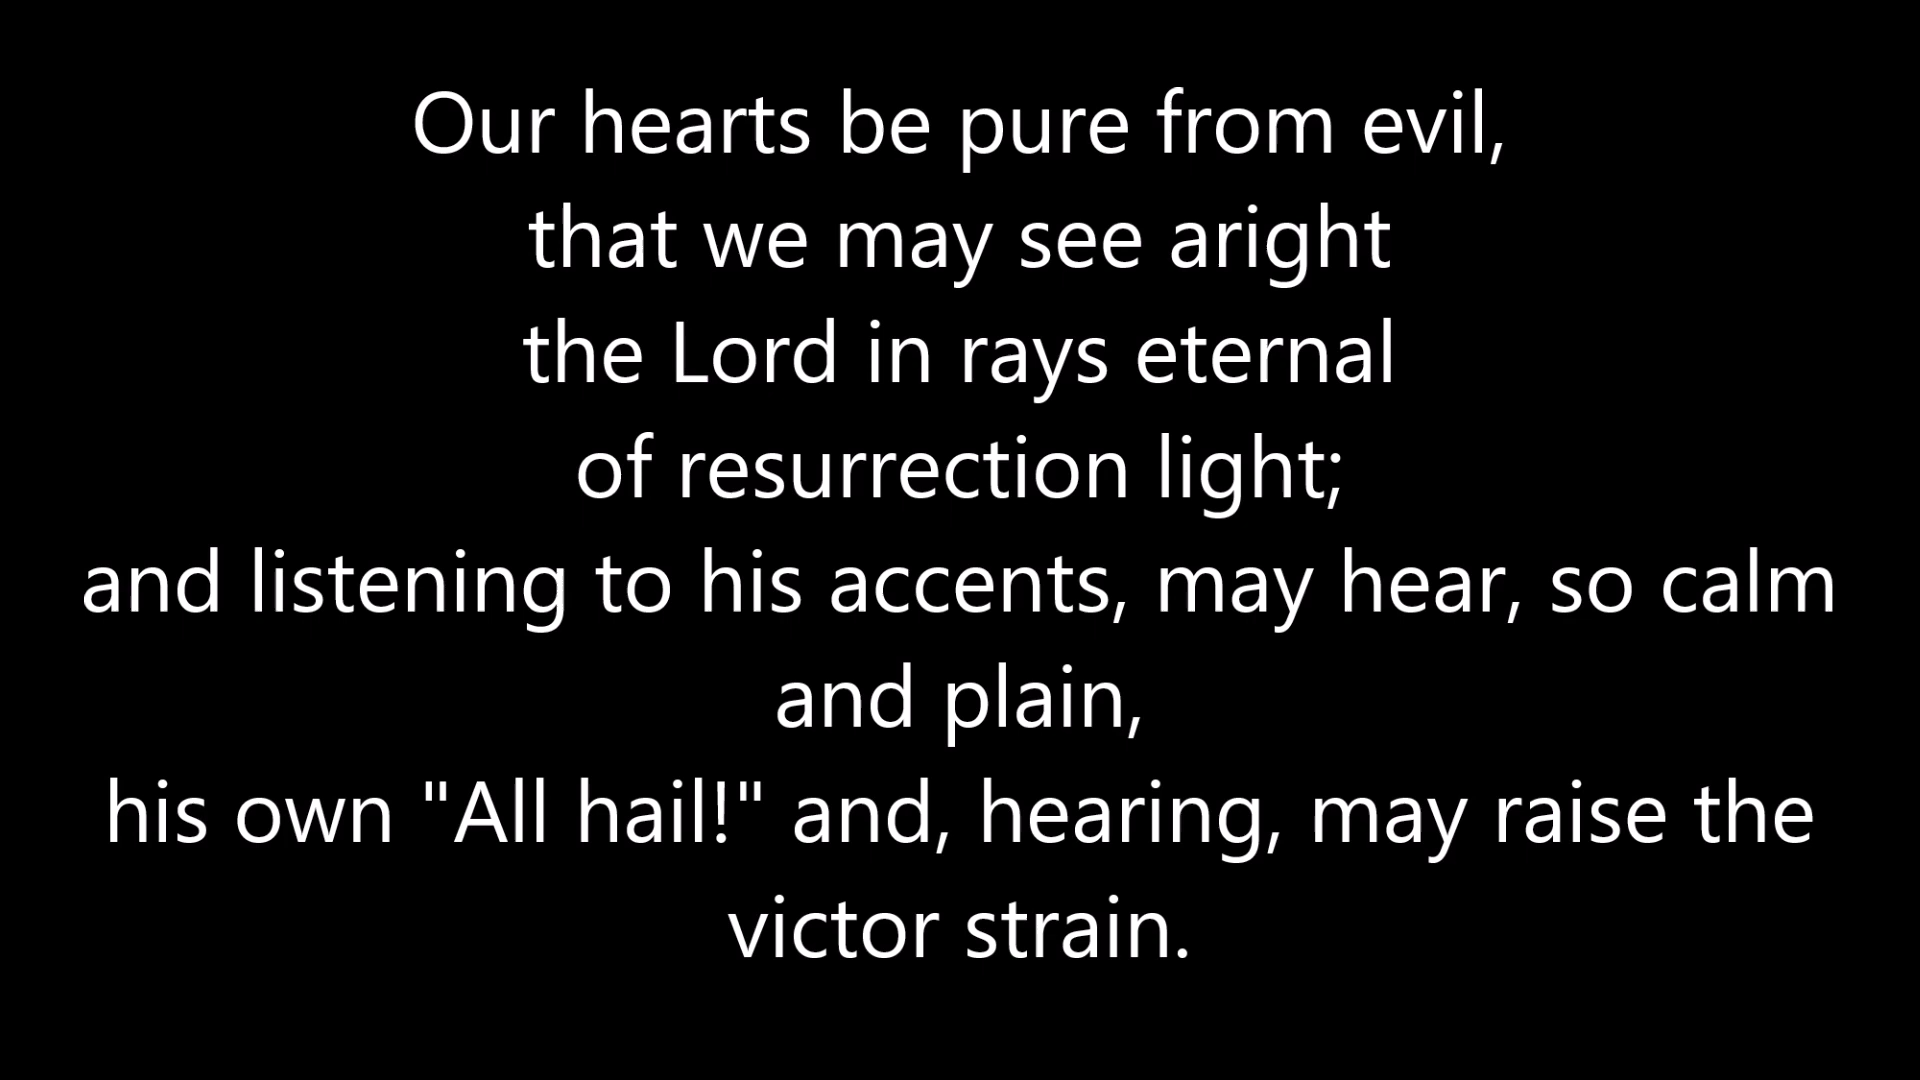 Our hearts be pure from evil,
that we may see aright
the Lord in rays eternal
of resurrection light;
and listening to his accents, may hear, so calm
and plain,
his own "All hail!" and, hearing, may raise the
victor strain.